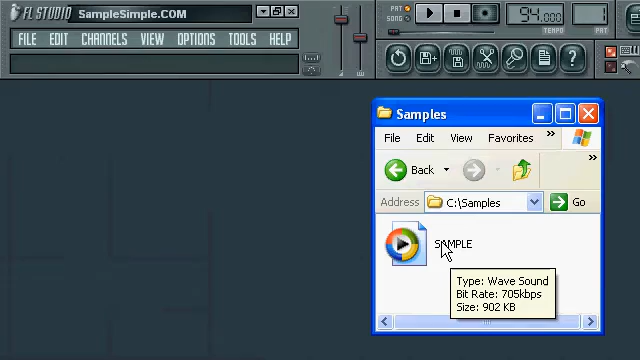 FL STUDIO SampleSimple.COM
FILE EDIT CHANNELS VIEW OPTIONS TOOLS HELP
PAT
SONG
94.000
TEMPO
PAT
1
?
Samples
File Edit View Favorites »
Back »
Address C:\Samples Go
SAMPLE
Type: Wave Sound
Bit Rate: 705kbps
Size: 902 KB